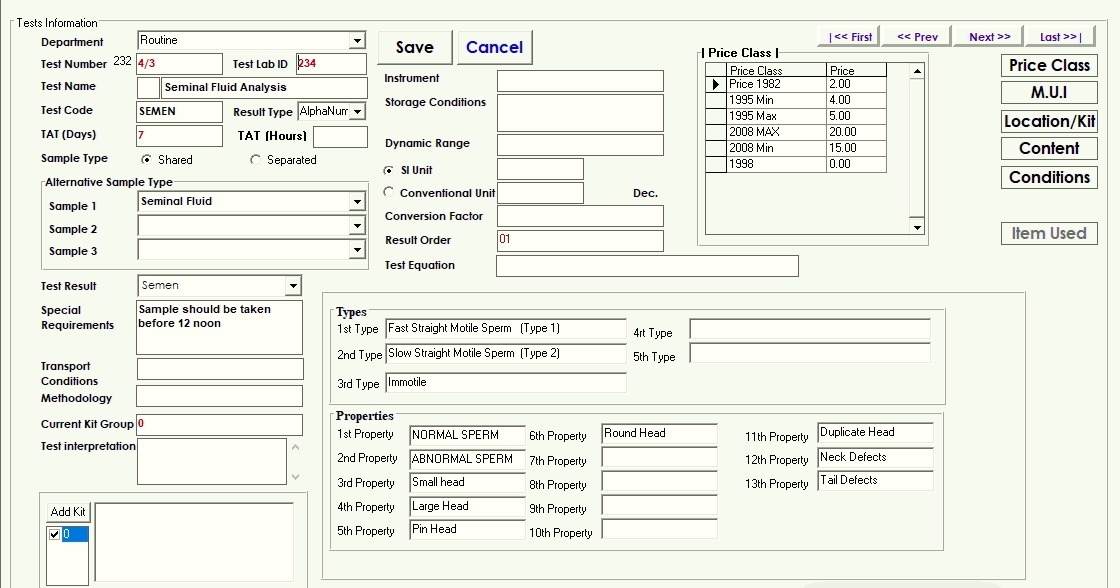 Tests Information
Department Routine
Test Number 232 4/3 Test Lab ID 234
Test Name Seminal Fluid Analysis
Test Code SEMEN Result Type AlphaNum
TAT (Days) 7 TAT (Hours)
Sample Type Shared Separated
Alternative Sample Type
Sample 1 Seminal Fluid
Sample 2
Sample 3
Test Result Semen
Special Requirements
Sample should be taken
before 12 noon
Transport Conditions
Methodology
Current Kit Group 0
Test interpretation
Add Kit
0
Save Cancel
Instrument
Storage Conditions
Dynamic Range
SI Unit
Conventional Unit Dec.
Conversion Factor
Result Order 01
Test Equation
|<< First << Prev Next >> Last >>|
| Price Class |
Price Class Price
Price 1982 2.00
1995 Min 4.00
1995 Max 5.00
2008 MAX 20.00
2008 Min 15.00
1998 0.00
Price Class
M.U.I
Location/Kit
Content
Conditions
Item Used
Types
1st Type Fast Straight Motile Sperm (Type 1) 4rt Type
2nd Type Slow Straight Motile Sperm (Type 2) 5th Type
3rd Type Immotile
Properties
1st Property NORMAL SPERM 6th Property Round Head 11th Property Duplicate Head
2nd Property ABNORMAL SPERM 7th Property 12th Property Neck Defects
3rd Property Small head 8th Property 13th Property Tail Defects
4th Property Large Head 9th Property
5th Property Pin Head 10th Property